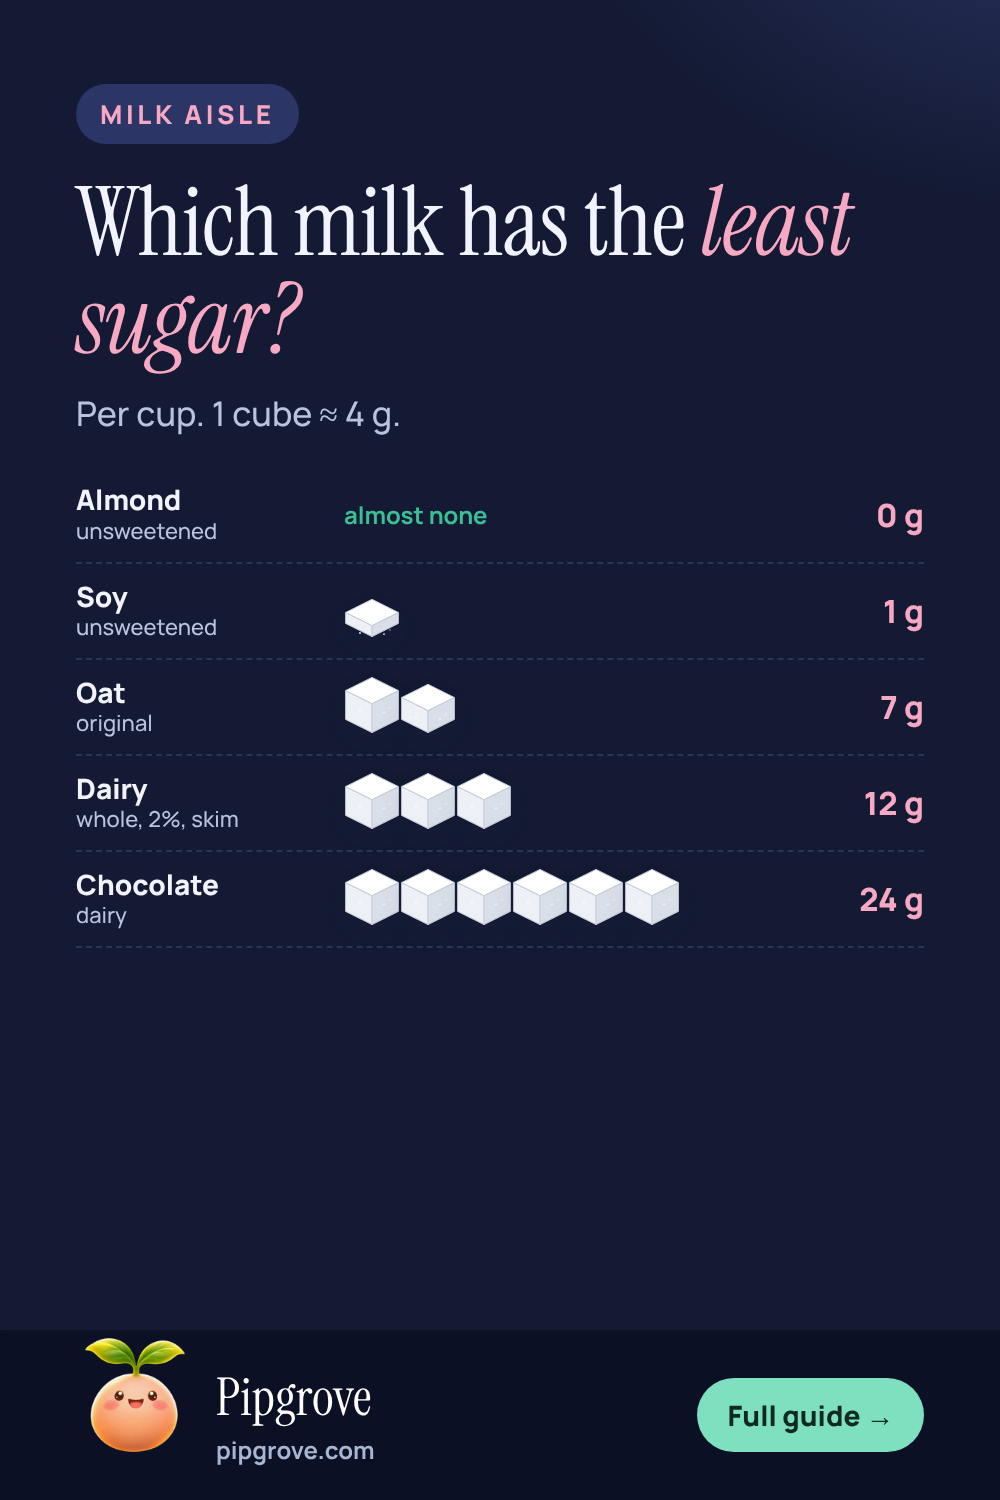 MILK AISLE
Which milk has the least
sugar?
Per cup. 1 cube ≈ 4 g.
Almond
unsweetened
almost none
0 g
Soy
unsweetened
1 g
Oat
original
7 g
Dairy
whole, 2%, skim
12 g
Chocolate
dairy
24 g
Pipgrove
pipgrove.com
Full guide →